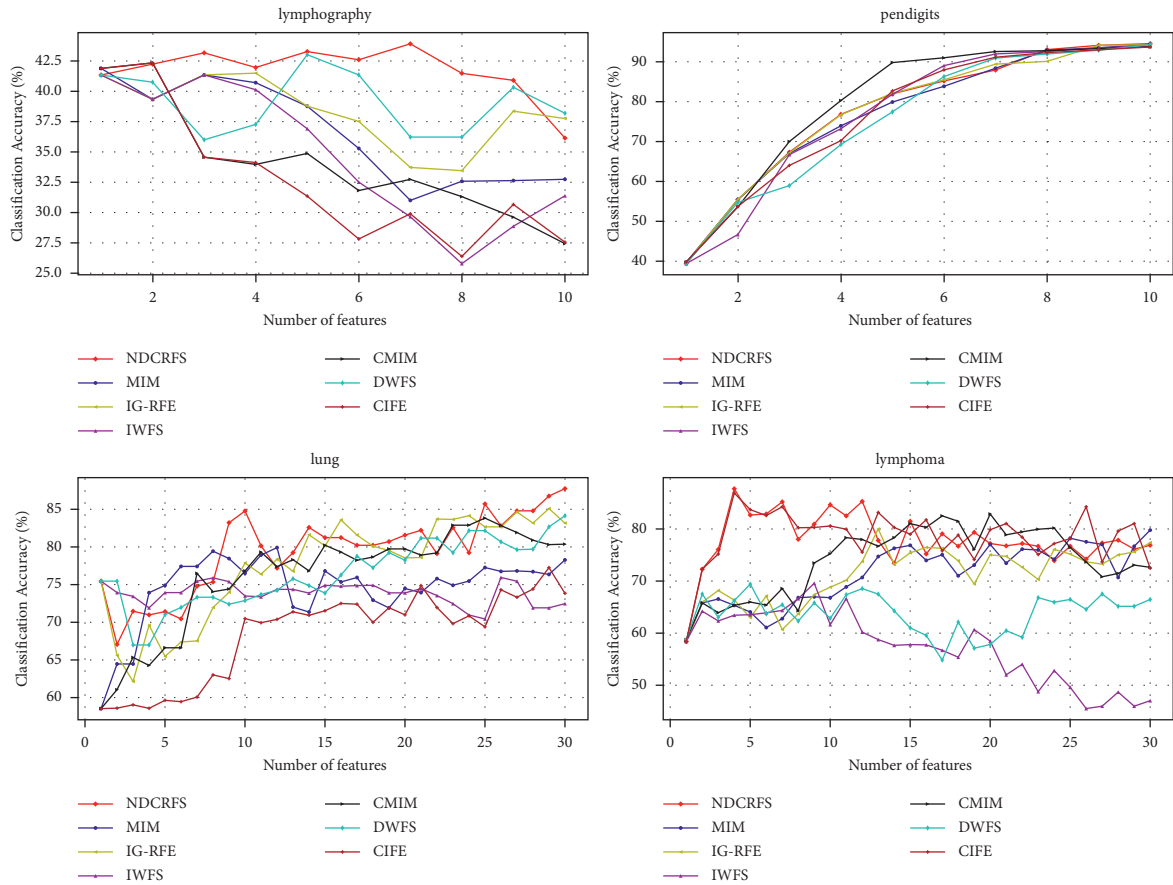 lymphography
Classification Accuracy (%)
42.5
40.0
37.5
35.0
32.5
30.0
27.5
25.0
2 4 6 8 10
Number of features
NDCRFS
MIM
IG-RFE
IWFS
CMIM
DWFS
CIFE
pendigits
Classification Accuracy (%)
90
80
70
60
50
40
2 4 6 8 10
Number of features
NDCRFS
MIM
IG-RFE
IWFS
CMIM
DWFS
CIFE
lung
Classification Accuracy (%)
85
80
75
70
65
60
0 5 10 15 20 25 30
Number of features
NDCRFS
MIM
IG-RFE
IWFS
CMIM
DWFS
CIFE
lymphoma
Classification Accuracy (%)
80
70
60
50
0 5 10 15 20 25 30
Number of features
NDCRFS
MIM
IG-RFE
IWFS
CMIM
DWFS
CIFE